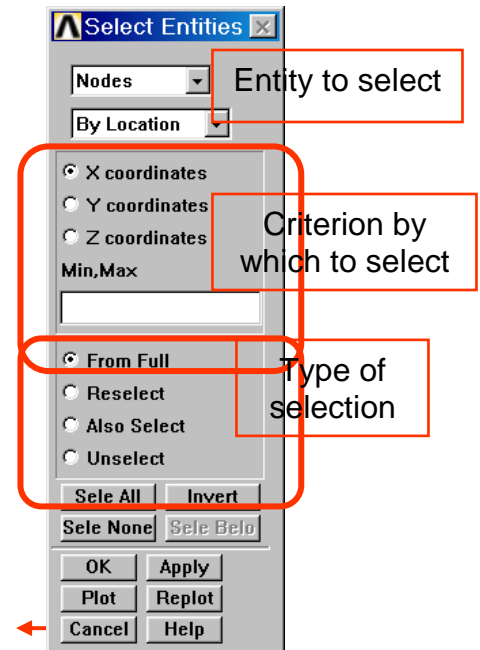 Select Entities
Nodes
Entity to select
By Location
X coordinates
Y coordinates
Z coordinates
Criterion by
which to select
Min,Max
From Full
Reselect
Also Select
Unselect
Type of
selection
Sele All Invert
Sele None Sele Belo
OK Apply
Plot Replot
Cancel Help